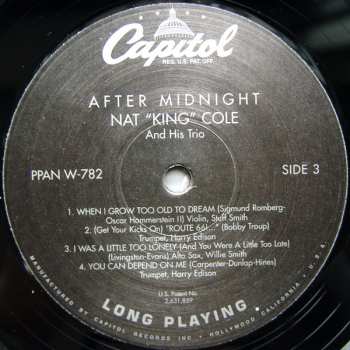 Capitol
REG. U.S. PAT. OFF.
AFTER MIDNIGHT
NAT "KING" COLE
And His Trio
PPAN W-782
SIDE 3
1. WHEN I GROW TOO OLD TO DREAM (Sigmund Romberg-
Oscar Hammerstein II) Violin, Stuff Smith
2. (Get Your Kicks On) "ROUTE 66!..." (Bobby Troup)
Trumpet, Harry Edison
3. I WAS A LITTLE TOO LONELY (And You Were A Little Too Late)
(Livingston-Evans) Alto Sax, Willie Smith
4. YOU CAN DEPEND ON ME (Carpenter-Dunlap-Hines)
Trumpet, Harry Edison
U.S. Patent No.
2,631,859
LONG PLAYING
MANUFACTURED BY CAPITOL RECORDS INC • HOLLYWOOD CALIFORNIA • U.S.A.